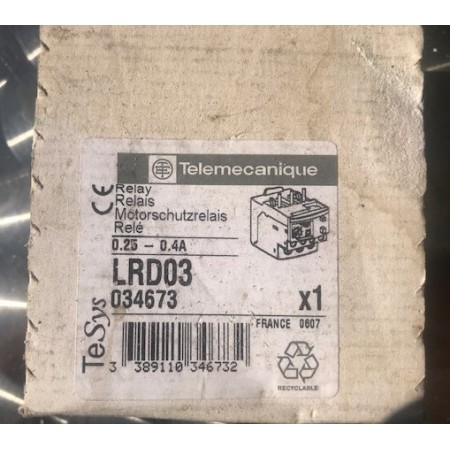 Telemecanique
CE
Relay
Relais
Motorschutzrelais
Relé
0.25 - 0.4A
LRD03
034673
x1
FRANCE 0607
TeSys
3 389110 346732
RECYCLABLE